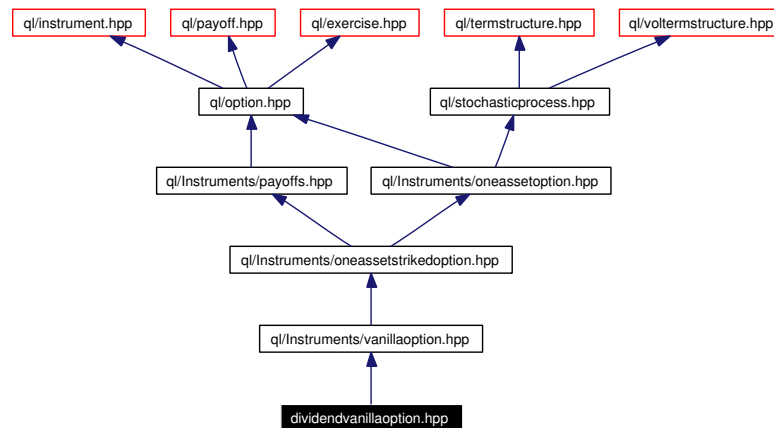 ql/instrument.hpp
ql/payoff.hpp
ql/exercise.hpp
ql/termstructure.hpp
ql/voltermstructure.hpp
ql/option.hpp
ql/stochasticprocess.hpp
ql/Instruments/payoffs.hpp
ql/Instruments/oneassetoption.hpp
ql/Instruments/oneassetstrikedoption.hpp
ql/Instruments/vanillaoption.hpp
dividendvanillaoption.hpp